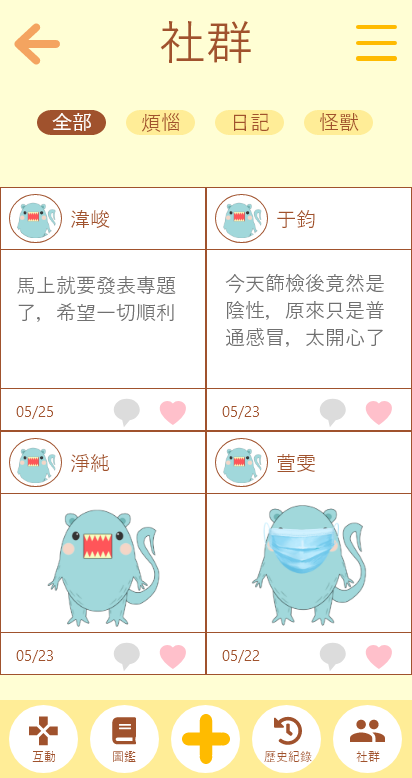 社群
全部
煩惱
日記
怪獸
湋峻
于鈞
馬上就要發表專題
了，希望一切順利
今天篩檢後竟然是
陰性，原來只是普
通感冒，太開心了
05/25
05/23
淨純
萱雯
05/23
05/22
互動
圖鑑
歷史紀錄
社群